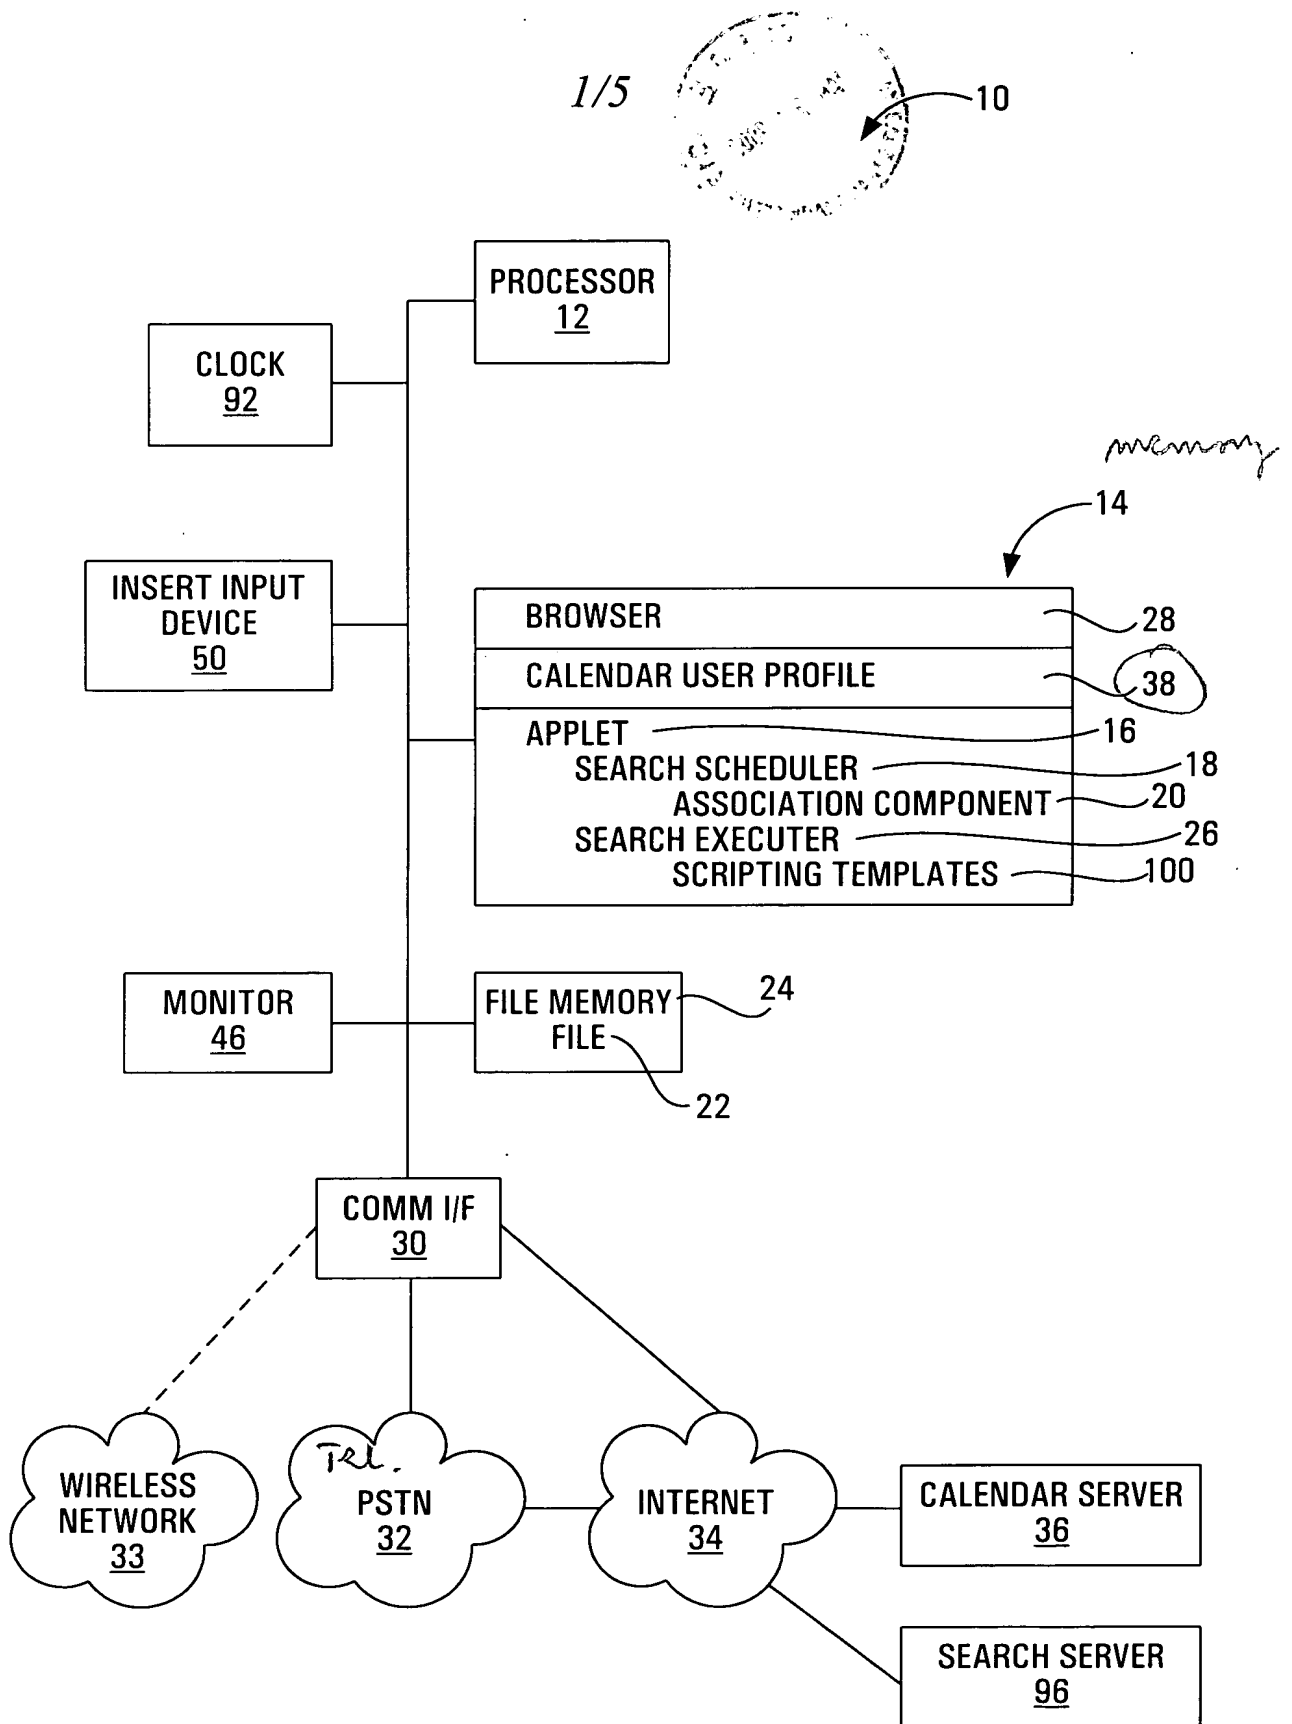 1/5
10
PROCESSOR
12
CLOCK
92
memory
14
INSERT INPUT
DEVICE
50
BROWSER
28
CALENDAR USER PROFILE
38
APPLET
16
SEARCH SCHEDULER
18
ASSOCIATION COMPONENT
20
SEARCH EXECUTER
26
SCRIPTING TEMPLATES
100
MONITOR
46
FILE MEMORY
24
FILE
22
COMM I/F
30
WIRELESS
NETWORK
33
Tel.
PSTN
32
INTERNET
34
CALENDAR SERVER
36
SEARCH SERVER
96